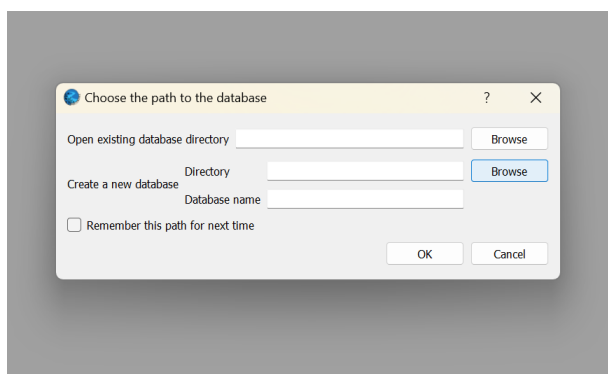 Choose the path to the database ?
Open existing database directory Browse
Directory Browse
Create a new database
Database name
Remember this path for next time
OK Cancel